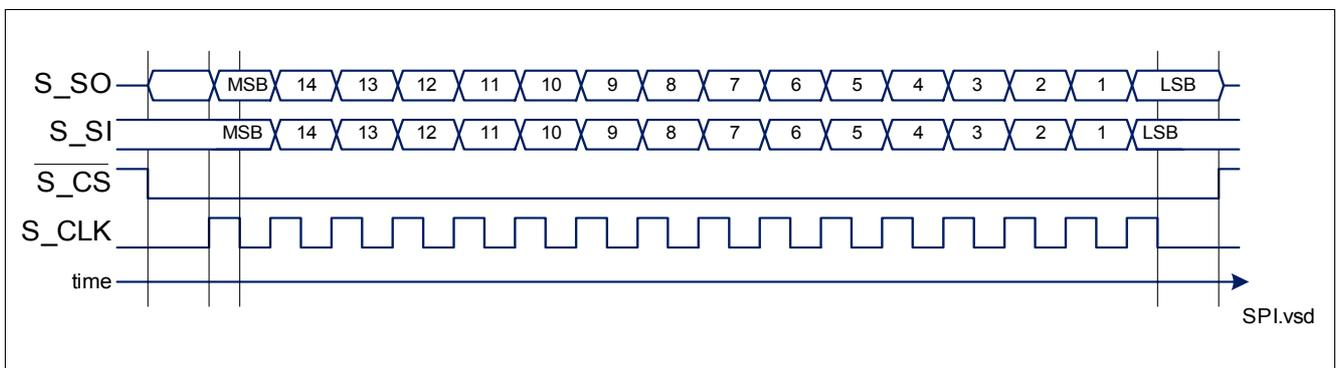 S_SO MSB 14 13 12 11 10 9 8 7 6 5 4 3 2 1 LSB
S_SI MSB 14 13 12 11 10 9 8 7 6 5 4 3 2 1 LSB
S_CS
S_CLK
time
SPI.vsd